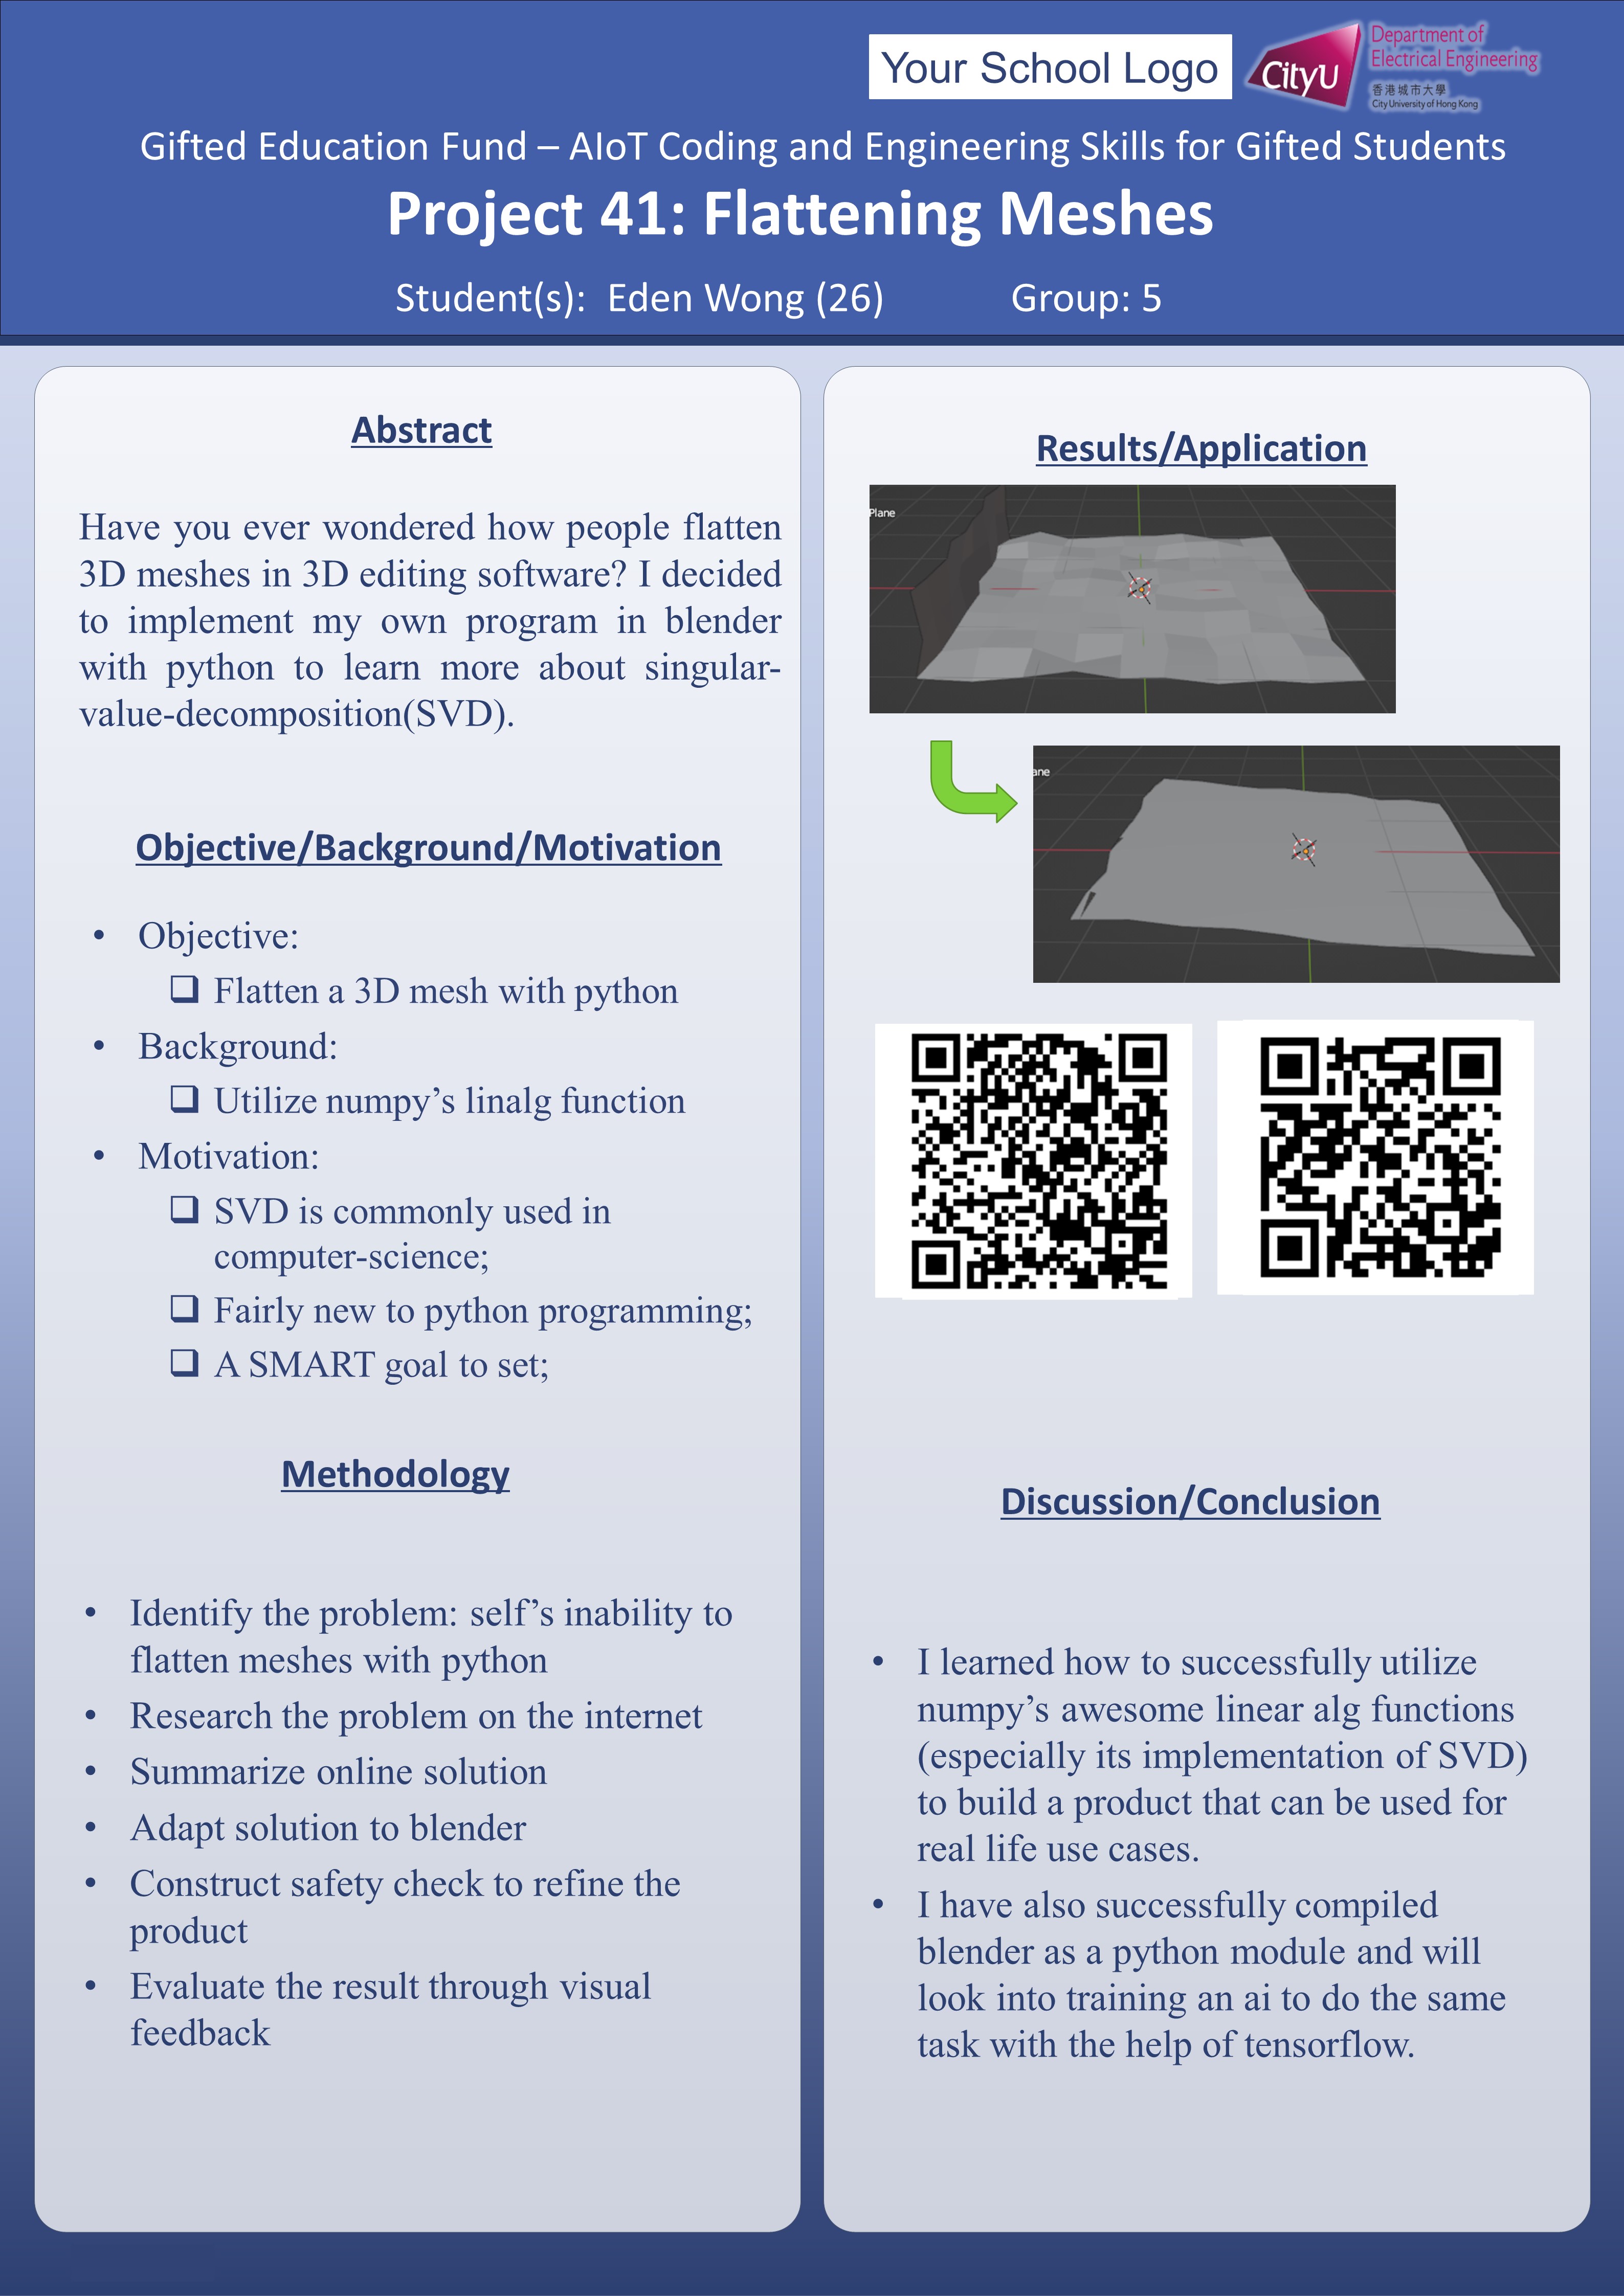 Your School Logo
CityU
Department of
Electrical Engineering
香港城市大學
City University of Hong Kong
Gifted Education Fund – AIoT Coding and Engineering Skills for Gifted Students
Project 41: Flattening Meshes
Student(s): Eden Wong (26) Group: 5
Abstract
Have you ever wondered how people flatten
3D meshes in 3D editing software? I decided
to implement my own program in blender
with python to learn more about singular-
value-decomposition(SVD).
Objective/Background/Motivation
• Objective:
❑ Flatten a 3D mesh with python
• Background:
❑ Utilize numpy’s linalg function
• Motivation:
❑ SVD is commonly used in
computer-science;
❑ Fairly new to python programming;
❑ A SMART goal to set;
Methodology
• Identify the problem: self’s inability to
flatten meshes with python
• Research the problem on the internet
• Summarize online solution
• Adapt solution to blender
• Construct safety check to refine the
product
• Evaluate the result through visual
feedback
Results/Application
Plane
ane
Discussion/Conclusion
• I learned how to successfully utilize
numpy’s awesome linear alg functions
(especially its implementation of SVD)
to build a product that can be used for
real life use cases.
• I have also successfully compiled
blender as a python module and will
look into training an ai to do the same
task with the help of tensorflow.